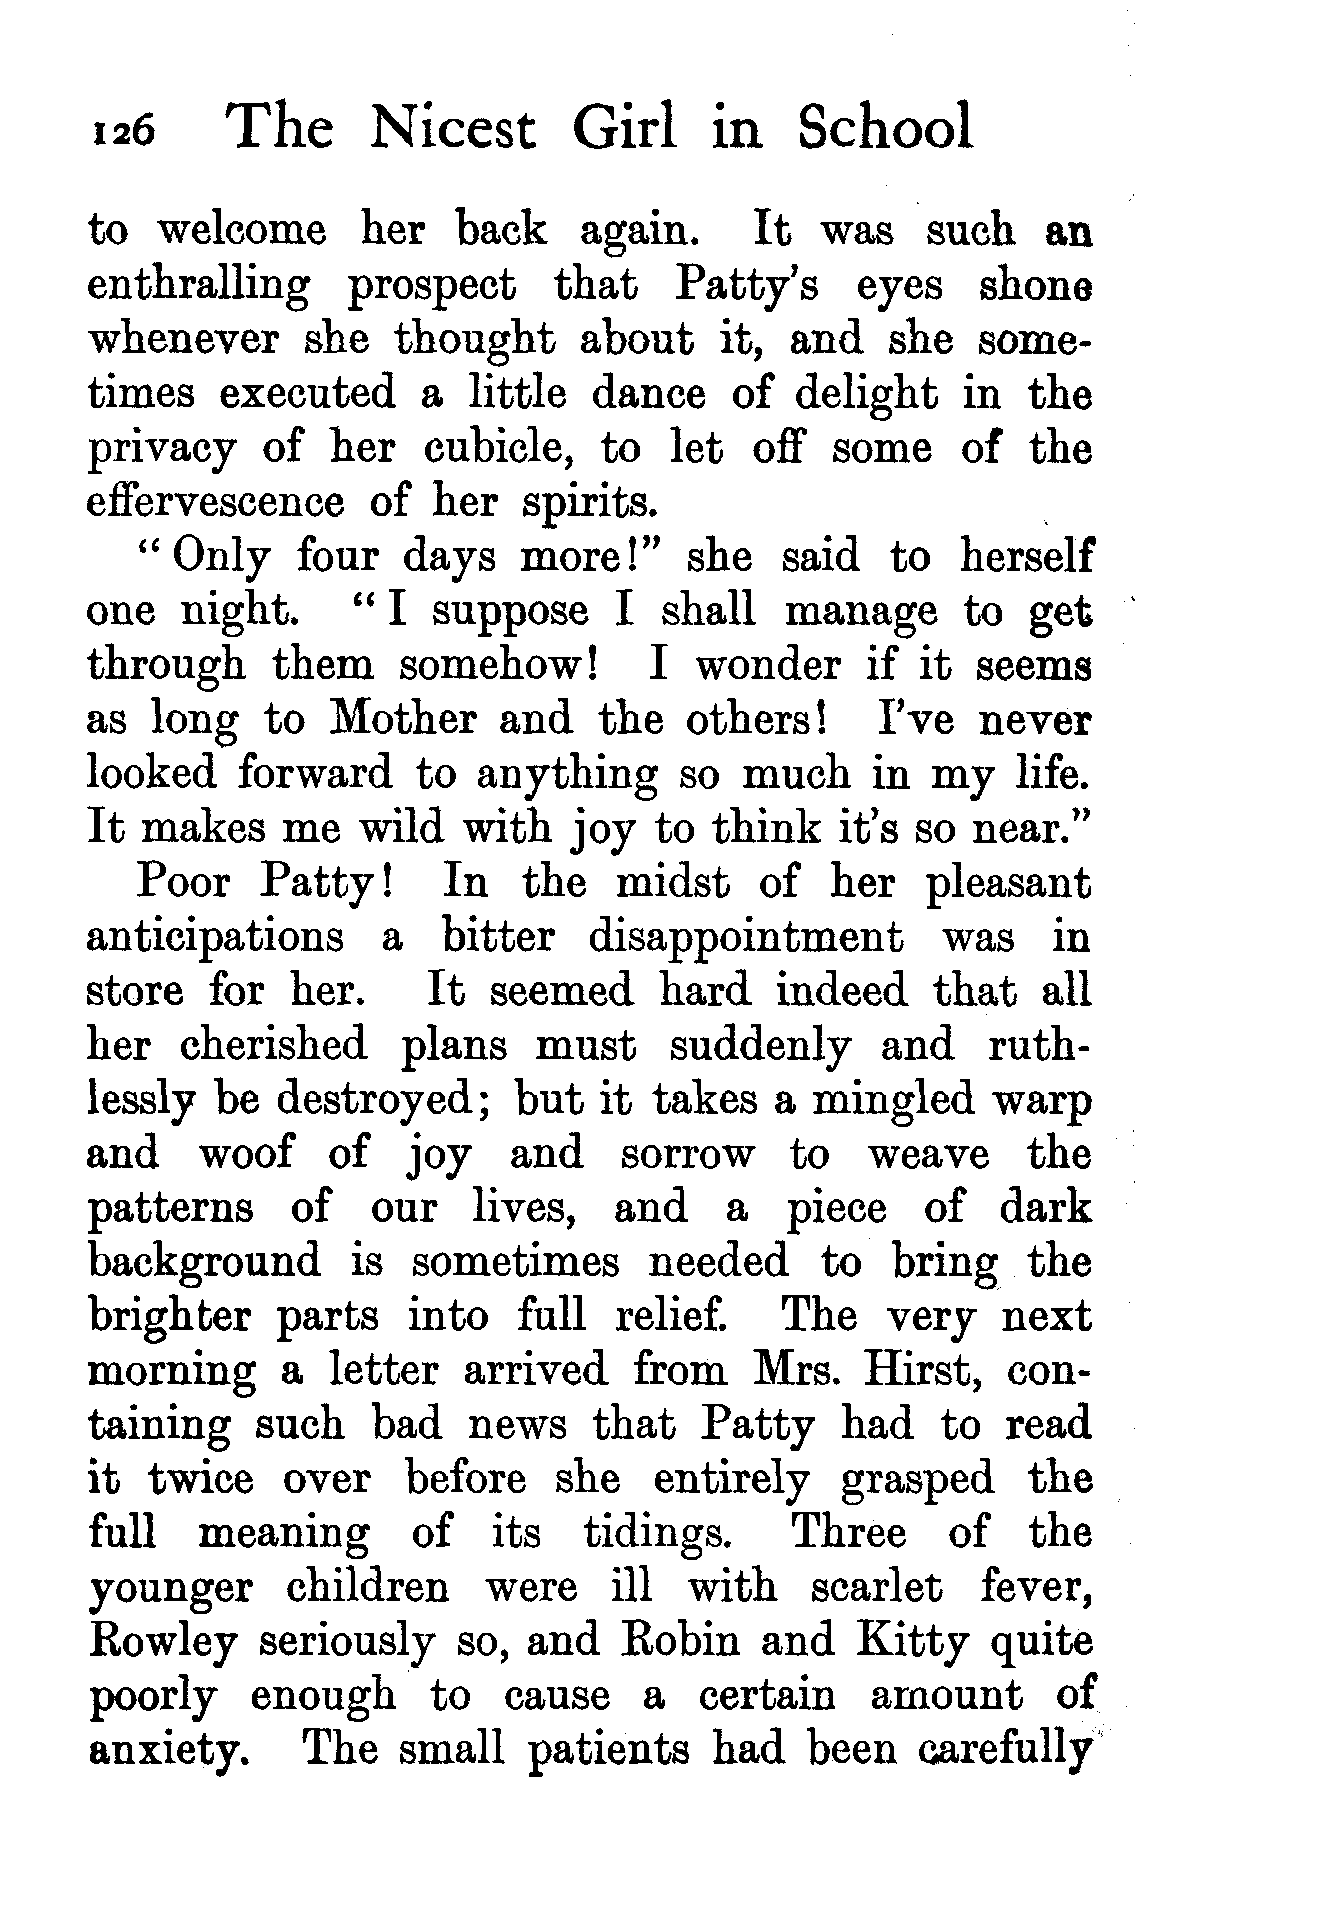 126 The Nicest Girl in School
to welcome her back again. It was such an
enthralling prospect that Patty's eyes shone
whenever she thought about it, and she some-
times executed a little dance of delight in the
privacy of her cubicle, to let off some of the
effervescence of her spirits.
“Only four days more!” she said to herself
one night. “I suppose I shall manage to get
through them somehow! I wonder if it seems
as long to Mother and the others! I've never
looked forward to anything so much in my life.
It makes me wild with joy to think it's so near.”
Poor Patty! In the midst of her pleasant
anticipations a bitter disappointment was in
store for her. It seemed hard indeed that all
her cherished plans must suddenly and ruth-
lessly be destroyed; but it takes a mingled warp
and woof of joy and sorrow to weave the
patterns of our lives, and a piece of dark
background is sometimes needed to bring the
brighter parts into full relief. The very next
morning a letter arrived from Mrs. Hirst, con-
taining such bad news that Patty had to read
it twice over before she entirely grasped the
full meaning of its tidings. Three of the
younger children were ill with scarlet fever,
Rowley seriously so, and Robin and Kitty quite
poorly enough to cause a certain amount of
anxiety. The small patients had been carefully